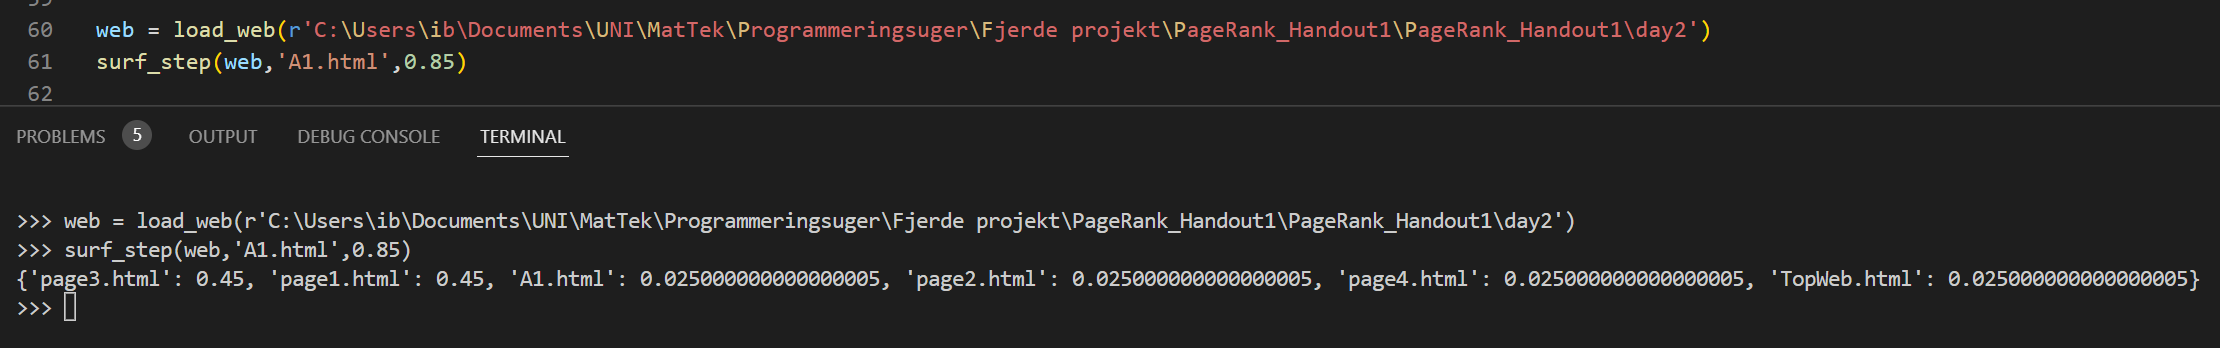 59
60 web = load_web(r'C:\Users\ib\Documents\UNI\MatTek\Programmeringsuger\Fjerde projekt\PageRank_Handout1\PageRank_Handout1\day2')
61 surf_step(web,'A1.html',0.85)
62
PROBLEMS 5 OUTPUT DEBUG CONSOLE TERMINAL
>>> web = load_web(r'C:\Users\ib\Documents\UNI\MatTek\Programmeringsuger\Fjerde projekt\PageRank_Handout1\PageRank_Handout1\day2')
>>> surf_step(web,'A1.html',0.85)
{'page3.html': 0.45, 'page1.html': 0.45, 'A1.html': 0.025000000000000005, 'page2.html': 0.025000000000000005, 'page4.html': 0.025000000000000005, 'TopWeb.html': 0.025000000000000005}
>>>